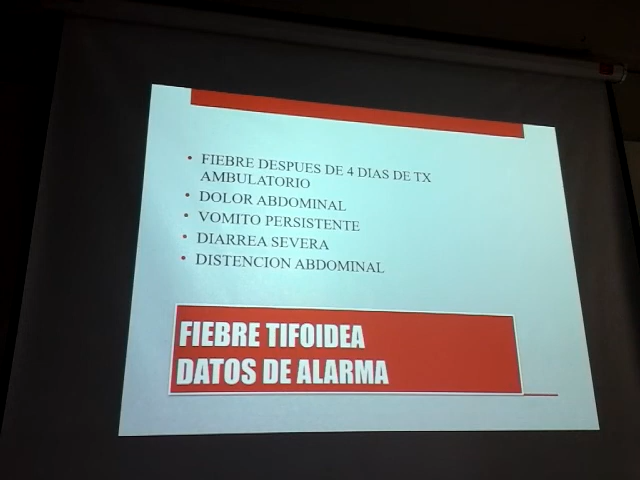 • FIEBRE DESPUES DE 4 DIAS DE TX
AMBULATORIO
• DOLOR ABDOMINAL
• VOMITO PERSISTENTE
• DIARREA SEVERA
• DISTENCION ABDOMINAL
FIEBRE TIFOIDEA
DATOS DE ALARMA